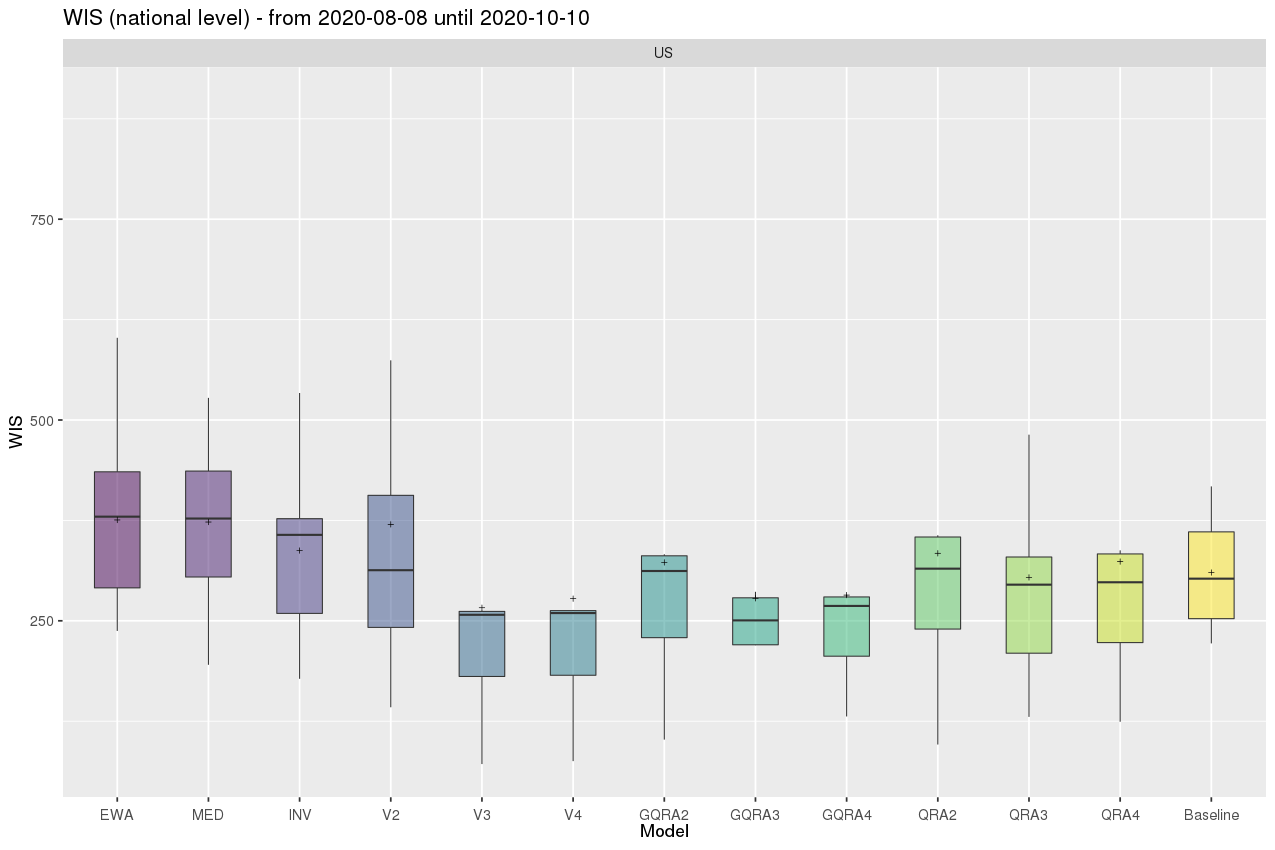 WIS (national level) - from 2020-08-08 until 2020-10-10
US
750
500
250
WIS
EWA MED INV V2 V3 V4 GQRA2 GQRA3 GQRA4 QRA2 QRA3 QRA4 Baseline
Model